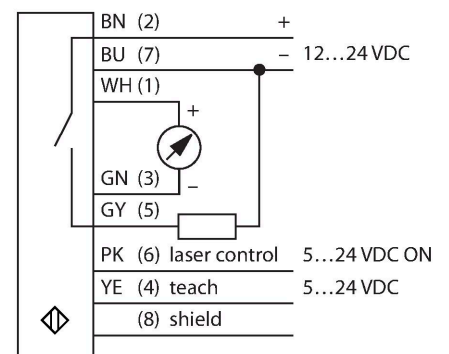 BN (2) +
BU (7) – 12...24 VDC
WH (1)
+
GN (3) –
GY (5)
PK (6) laser control 5...24 VDC ON
YE (4) teach 5...24 VDC
(8) shield